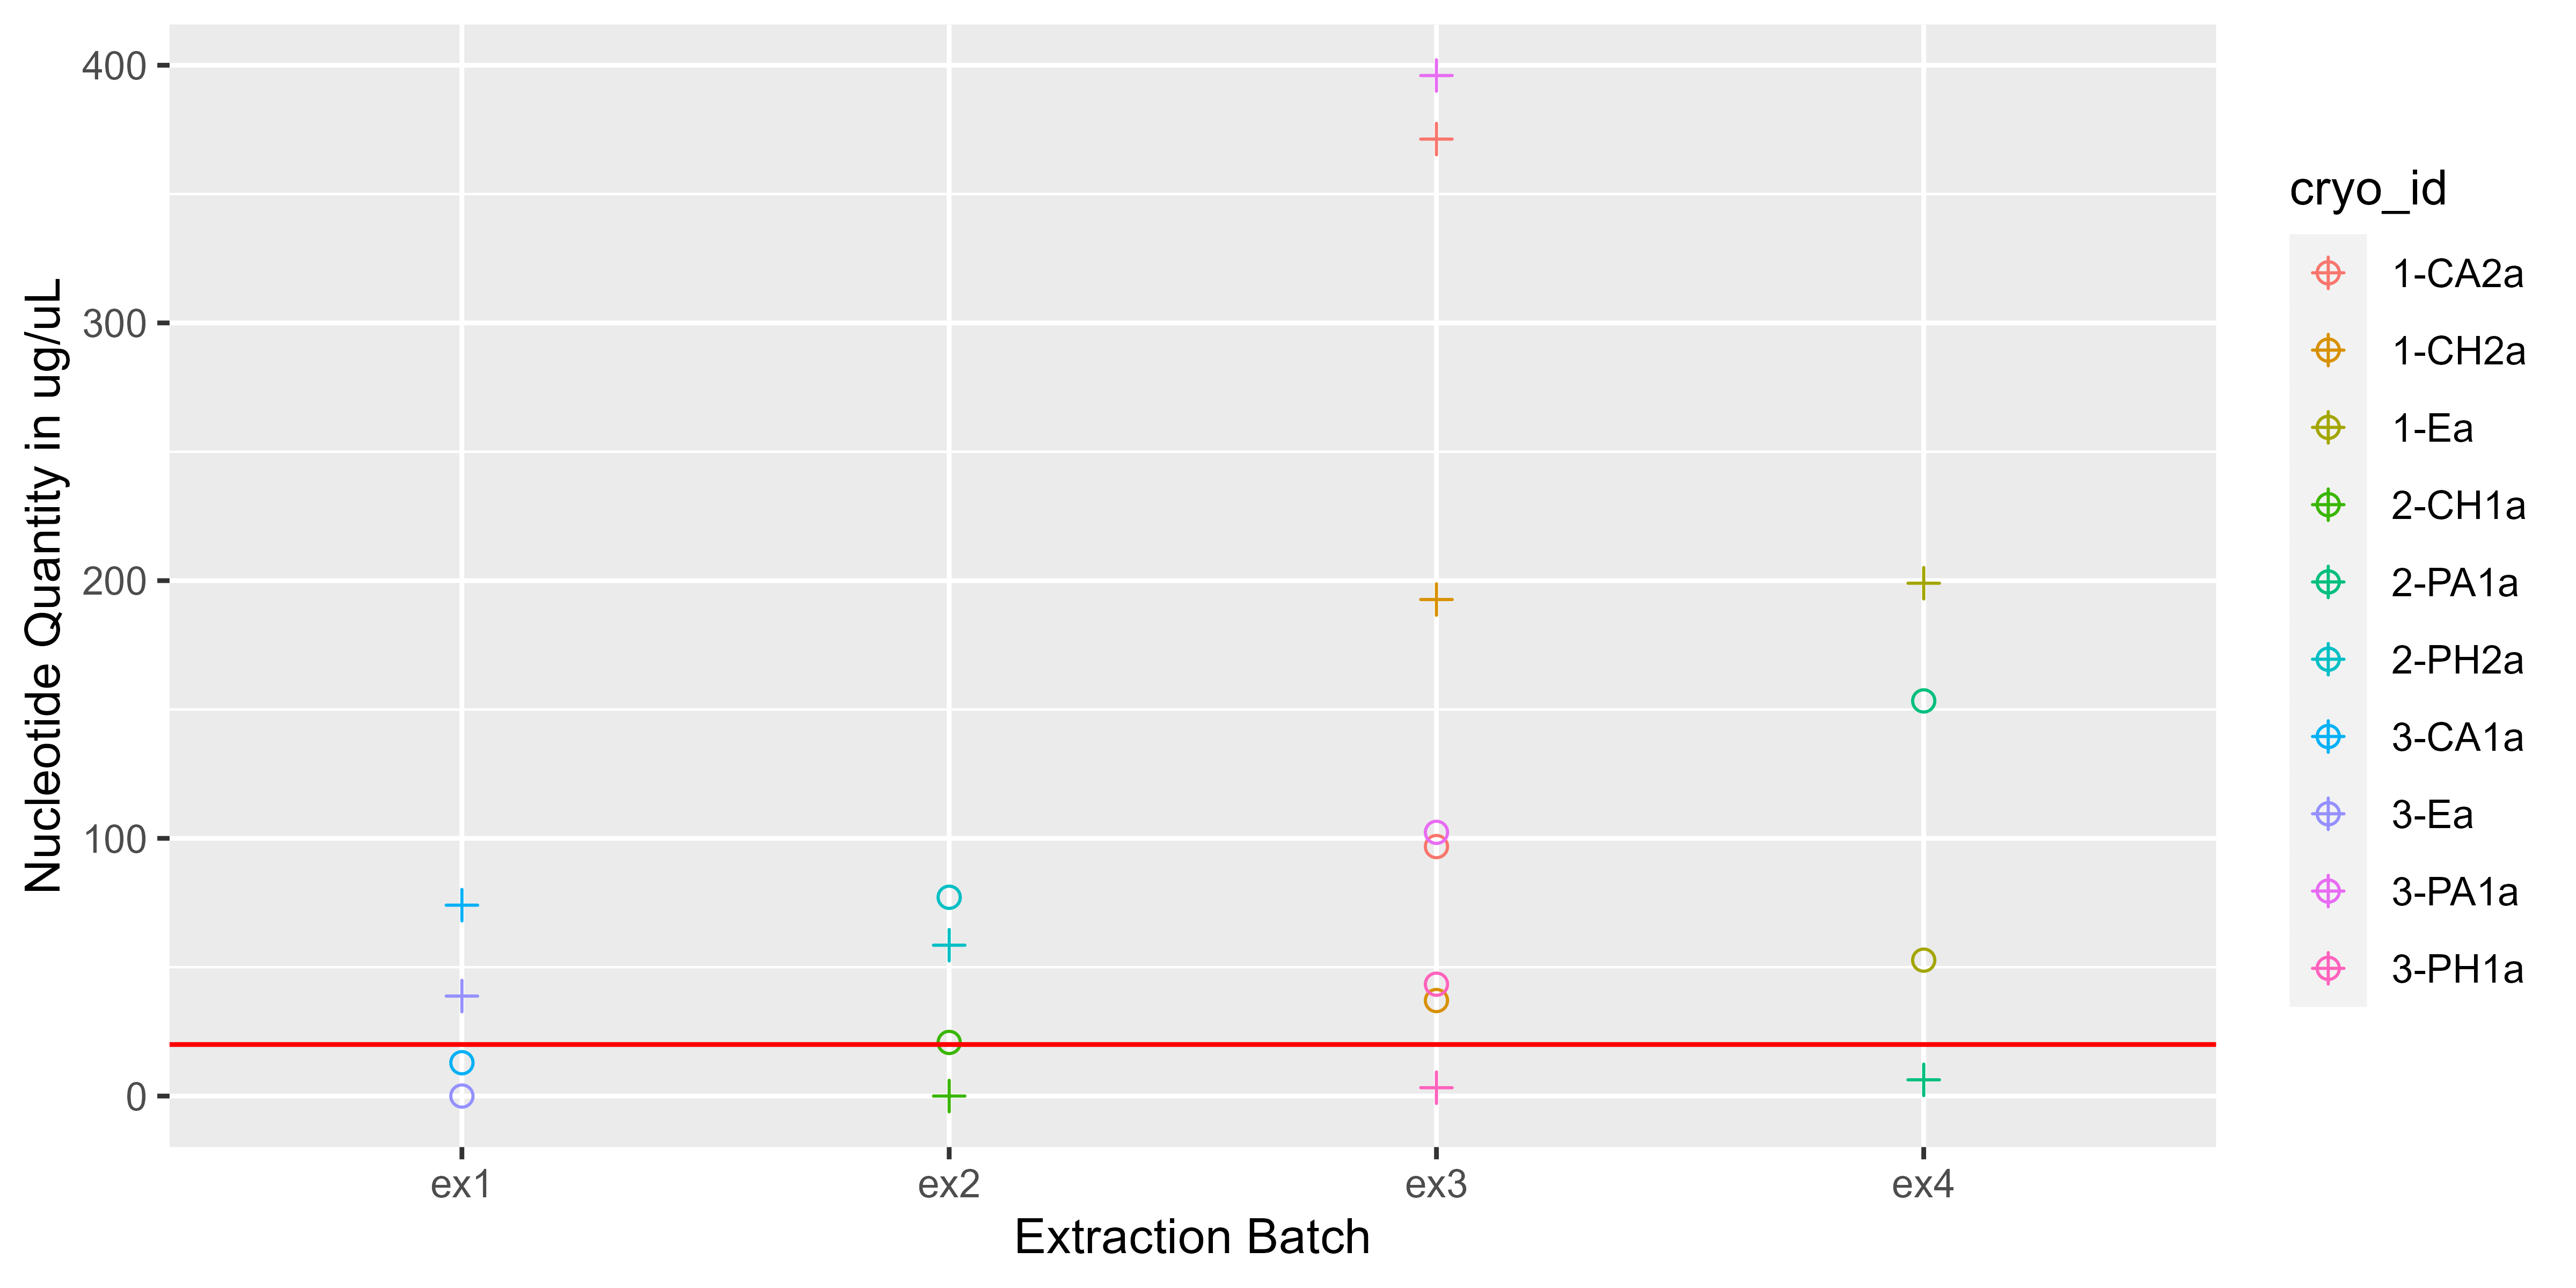 400
300
200
100
0
Nucleotide Quantity in ug/uL
ex1 ex2 ex3 ex4
Extraction Batch
cryo_id
1-CA2a
1-CH2a
1-Ea
2-CH1a
2-PA1a
2-PH2a
3-CA1a
3-Ea
3-PA1a
3-PH1a